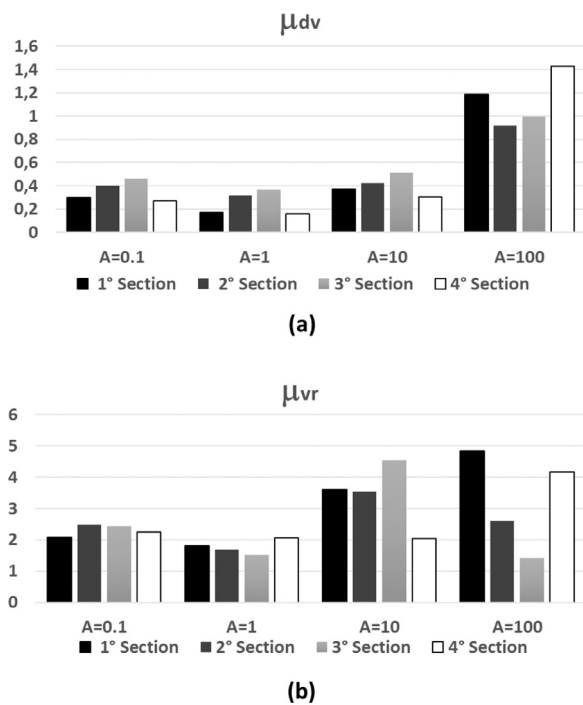 μdv
1,6
1,4
1,2
1
0,8
0,6
0,4
0,2
0
A=0.1 A=1 A=10 A=100
1° Section 2° Section 3° Section 4° Section
(a)
μvr
6
5
4
3
2
1
0
A=0.1 A=1 A=10 A=100
1° Section 2° Section 3° Section 4° Section
(b)